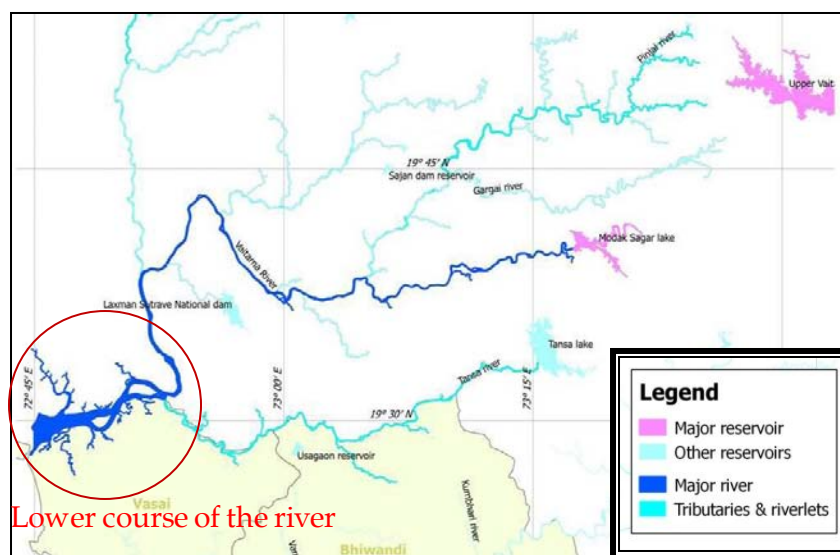 Pinjal river
Upper Vait
19° 45' N
Sajan dam reservoir
Gargai river
Modak Sagar lake
Vaitarna River
Laxman Sutrave National dam
Tansa lake
72° 45' E
73° 00' E
73° 15' E
Tansa river
19° 30' N
Usagaon reservoir
Vasai
Kumbhari river
Lower course of the river
Bhiwandi
Legend
Major reservoir
Other reservoirs
Major river
Tributaries & riverlets